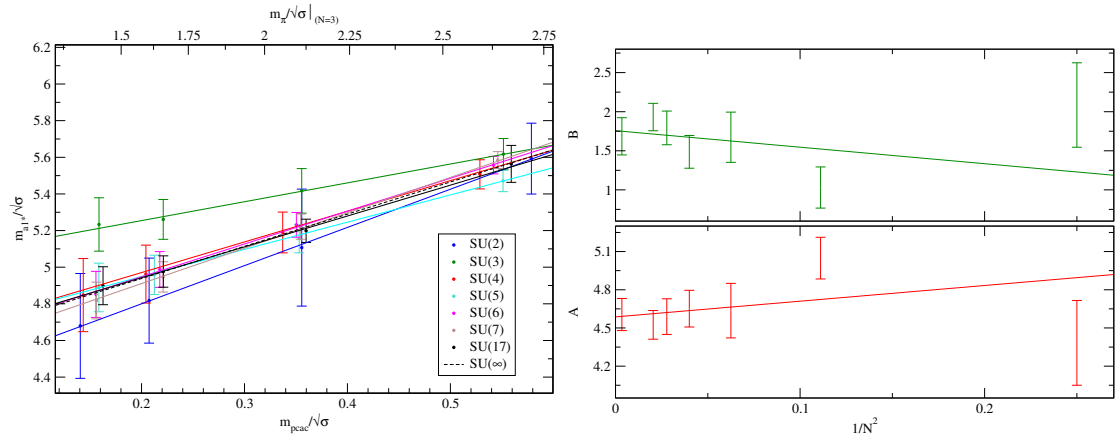 m_π/√σ|_(N=3)
1.5 1.75 2 2.25 2.5 2.75
6.2
6
5.8
5.6
5.4
5.2
5
4.8
4.6
4.4
m_a1*/√σ
0.2 0.3 0.4 0.5
m_pcac/√σ
SU(2)
SU(3)
SU(4)
SU(5)
SU(6)
SU(7)
SU(17)
SU(∞)
2.5
2
1.5
1
B
5.1
4.8
4.5
4.2
A
0 0.1 0.2
1/N²